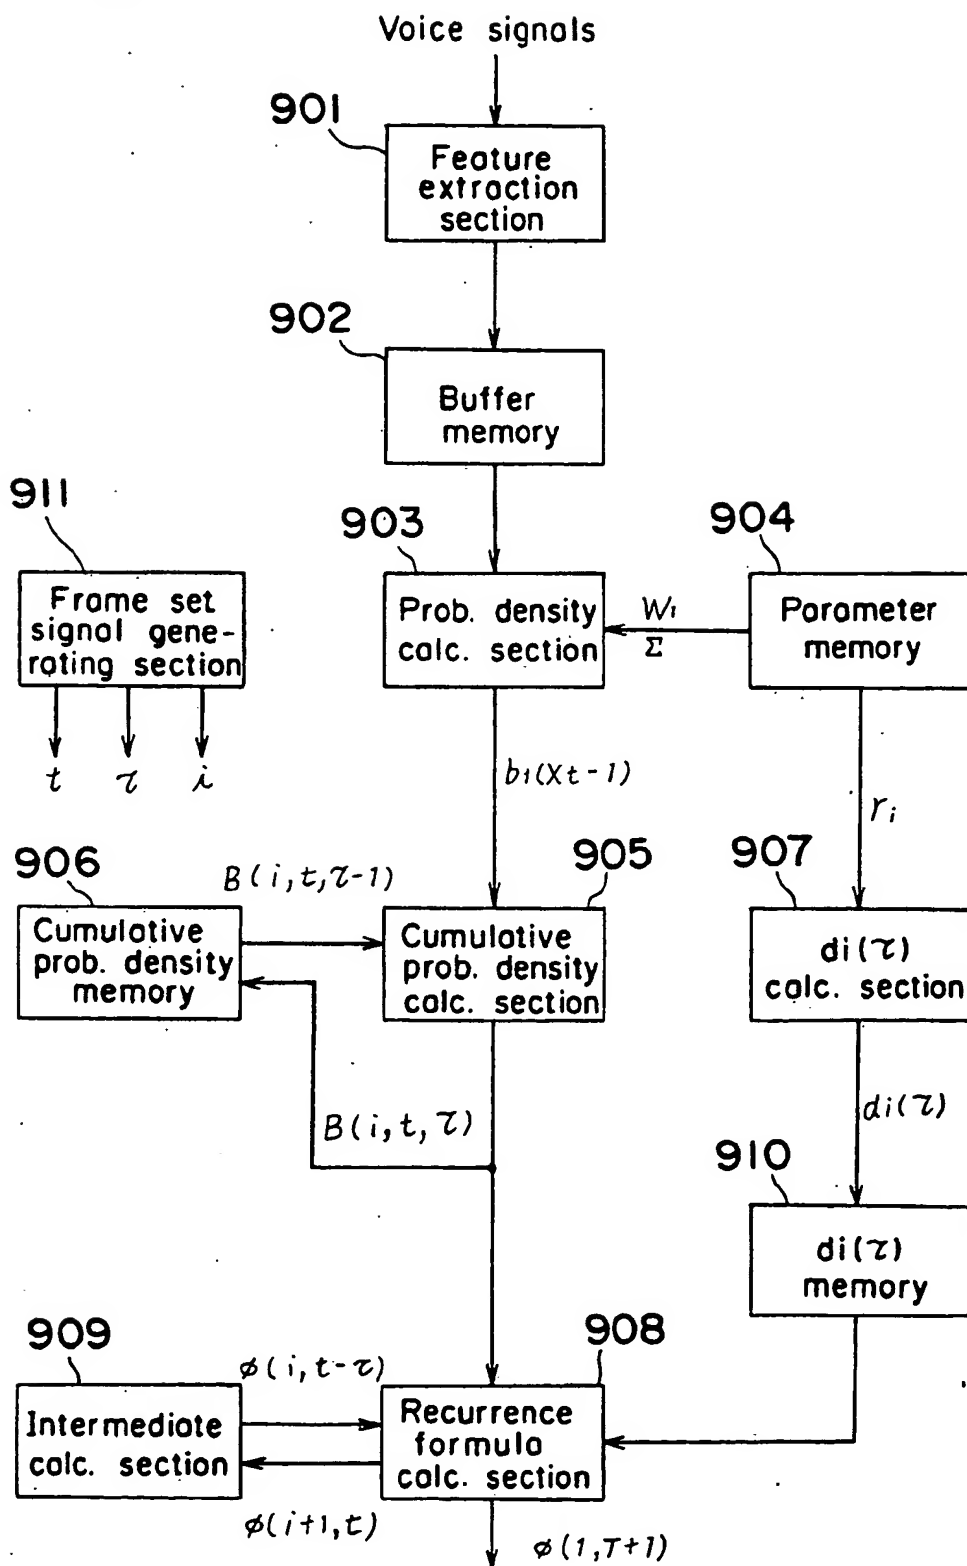 Voice signals
901
Feature
extraction
section
902
Buffer
memory
911
Frame set
signal gene-
rating section
t τ i
903
Prob. density
calc. section
W₁
Σ
904
Parameter
memory
b₁(Xt-1)
rᵢ
906
Cumulative
prob. density
memory
B(i,t,τ-1)
905
Cumulative
prob. density
calc. section
907
di(τ)
calc. section
B(i,t,τ)
di(τ)
910
di(τ)
memory
909
Intermediate
calc. section
ø(i,t-τ)
908
Recurrence
formula
calc. section
ø(i+1,t)
ø(1,T+1)